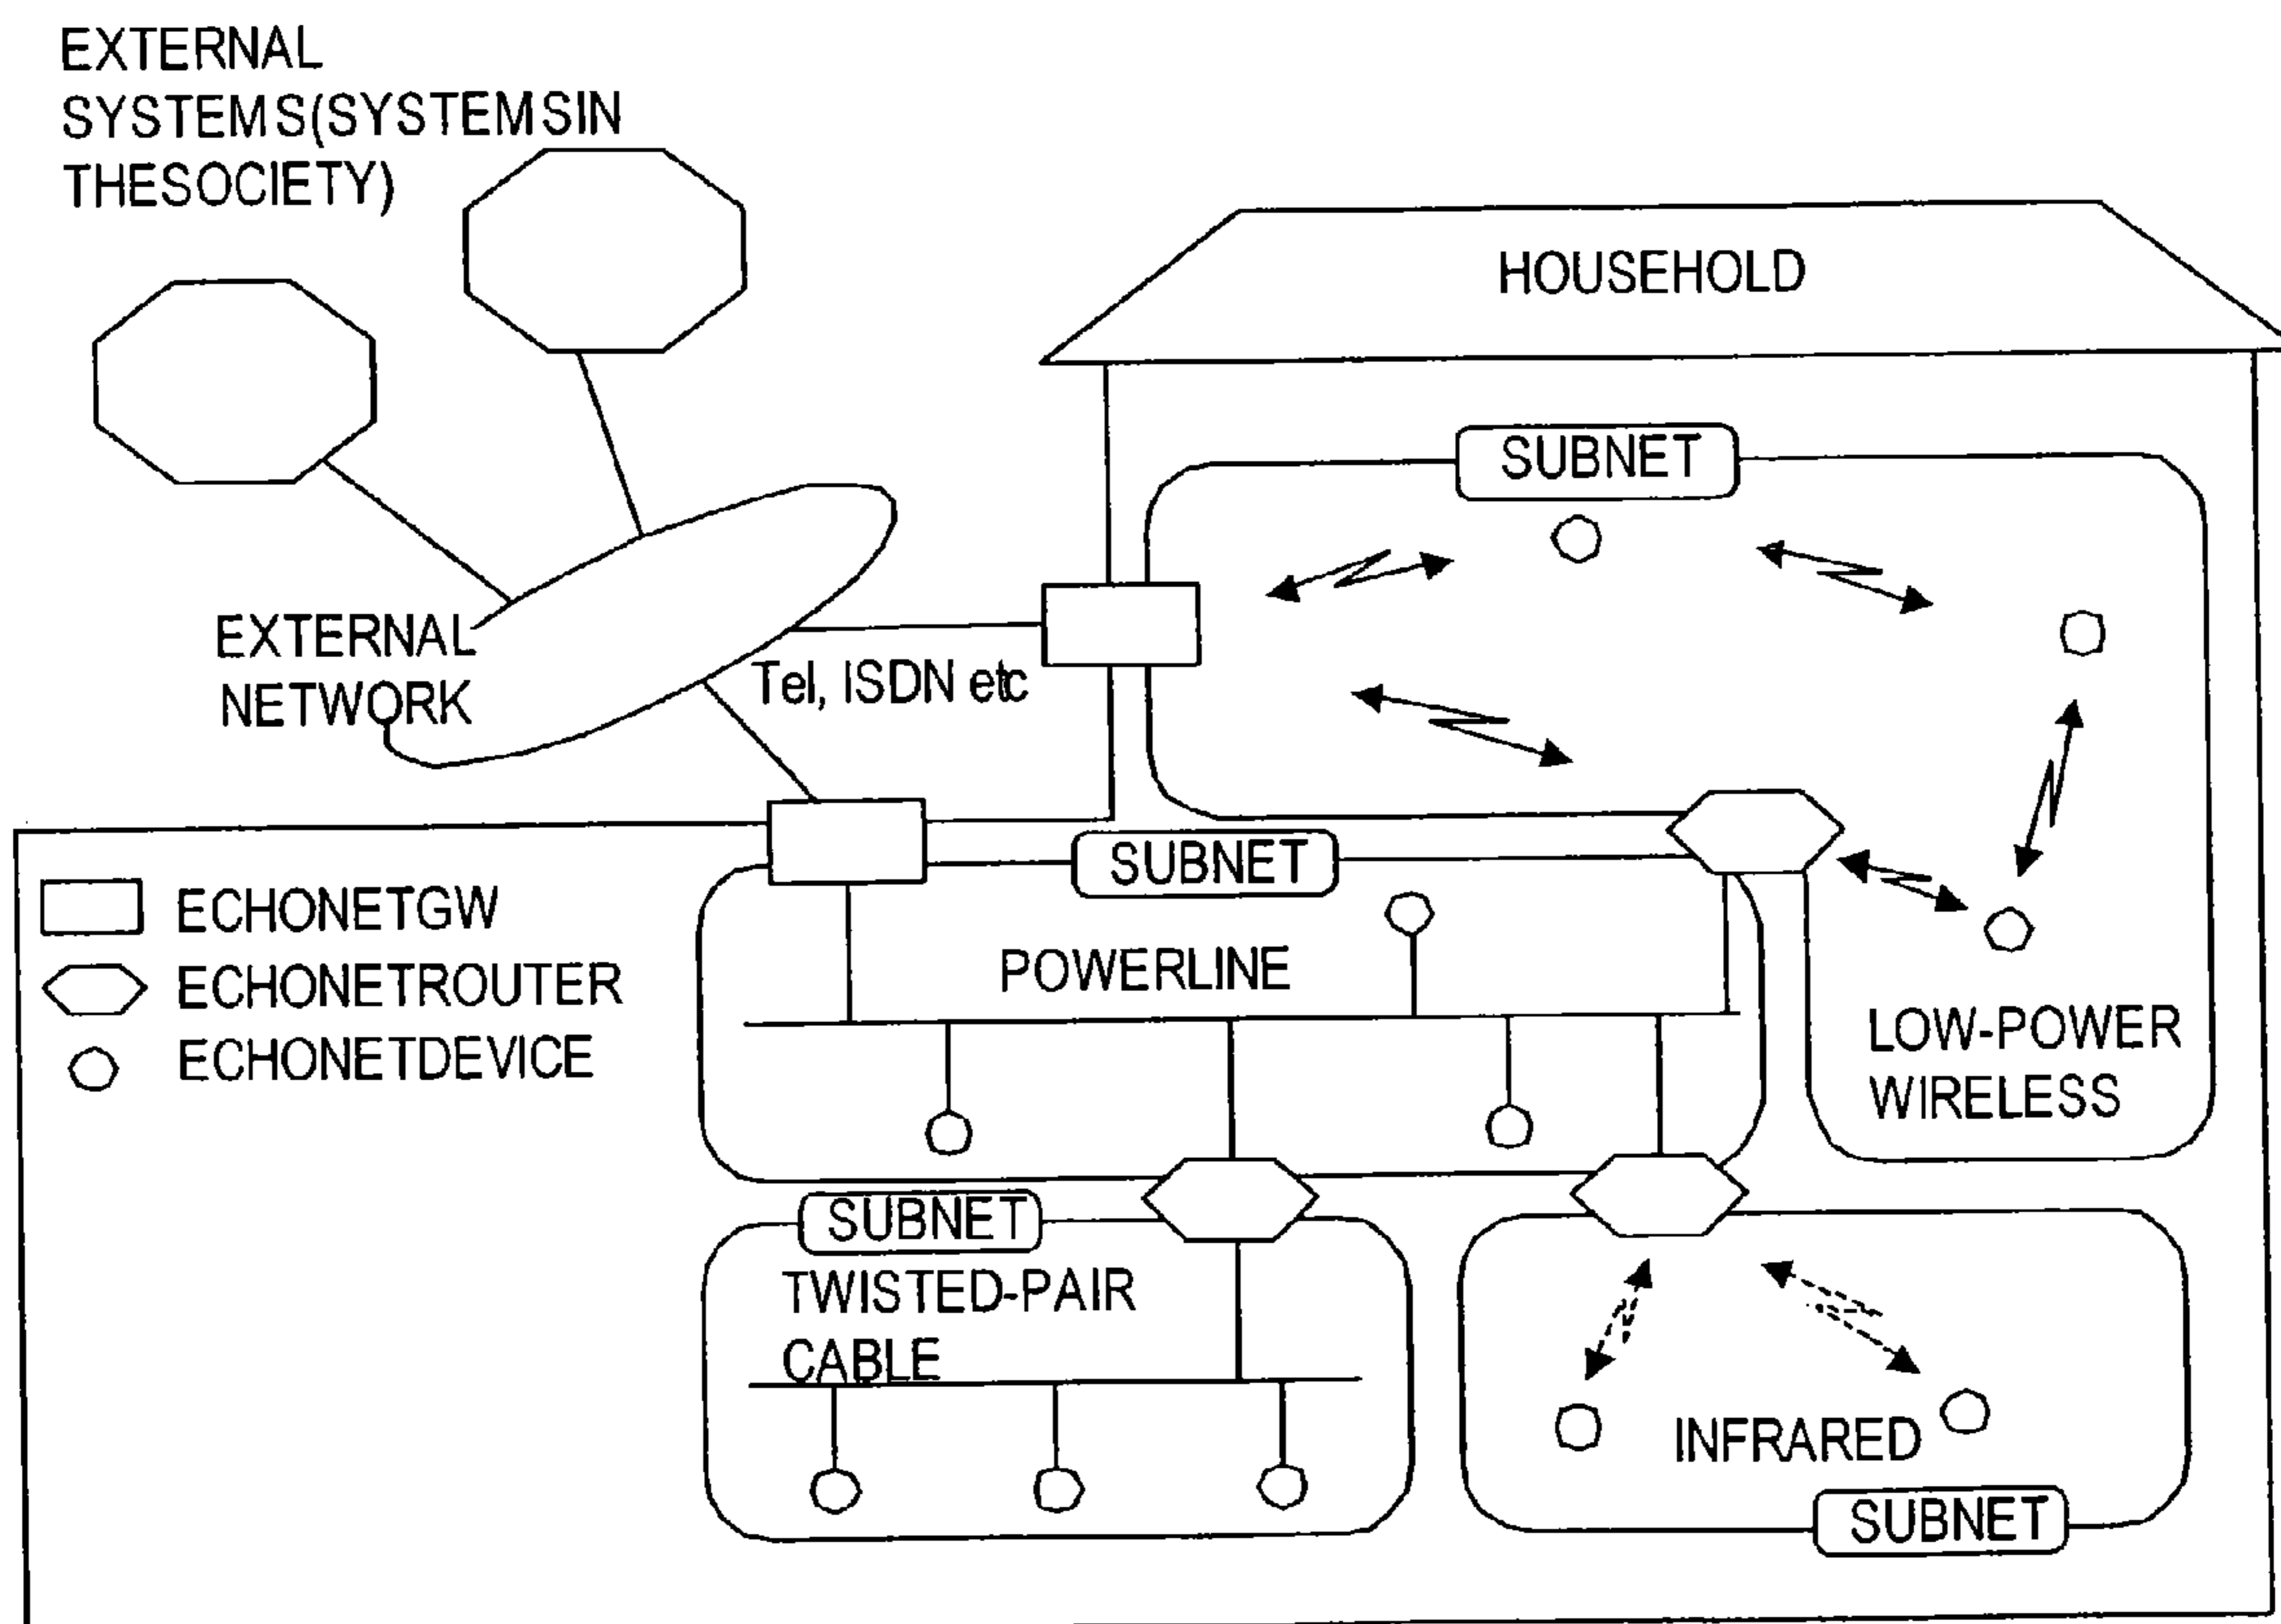 EXTERNAL
SYSTEMS(SYSTEMSIN
THESOCIETY)
HOUSEHOLD
SUBNET
EXTERNAL
NETWORK
Tel, ISDN etc
SUBNET
ECHONETGW
ECHONETROUTER
ECHONETDEVICE
POWERLINE
LOW-POWER
WIRELESS
SUBNET
TWISTED-PAIR
CABLE
INFRARED
SUBNET